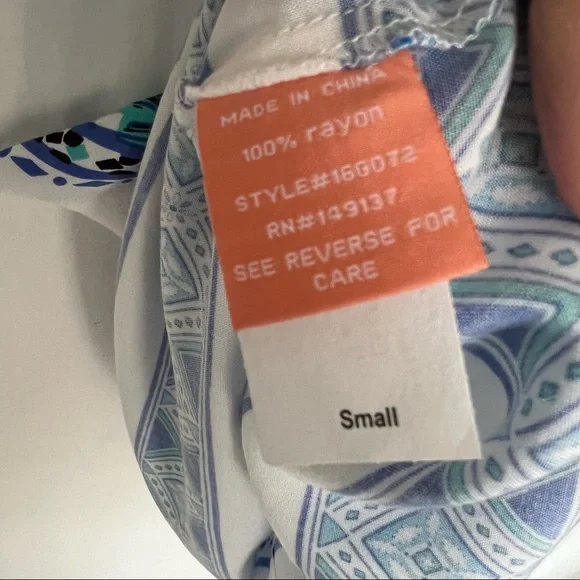 MADE IN CHINA
100% rayon
STYLE#16G072
RN#149137
SEE REVERSE FOR
CARE
Small